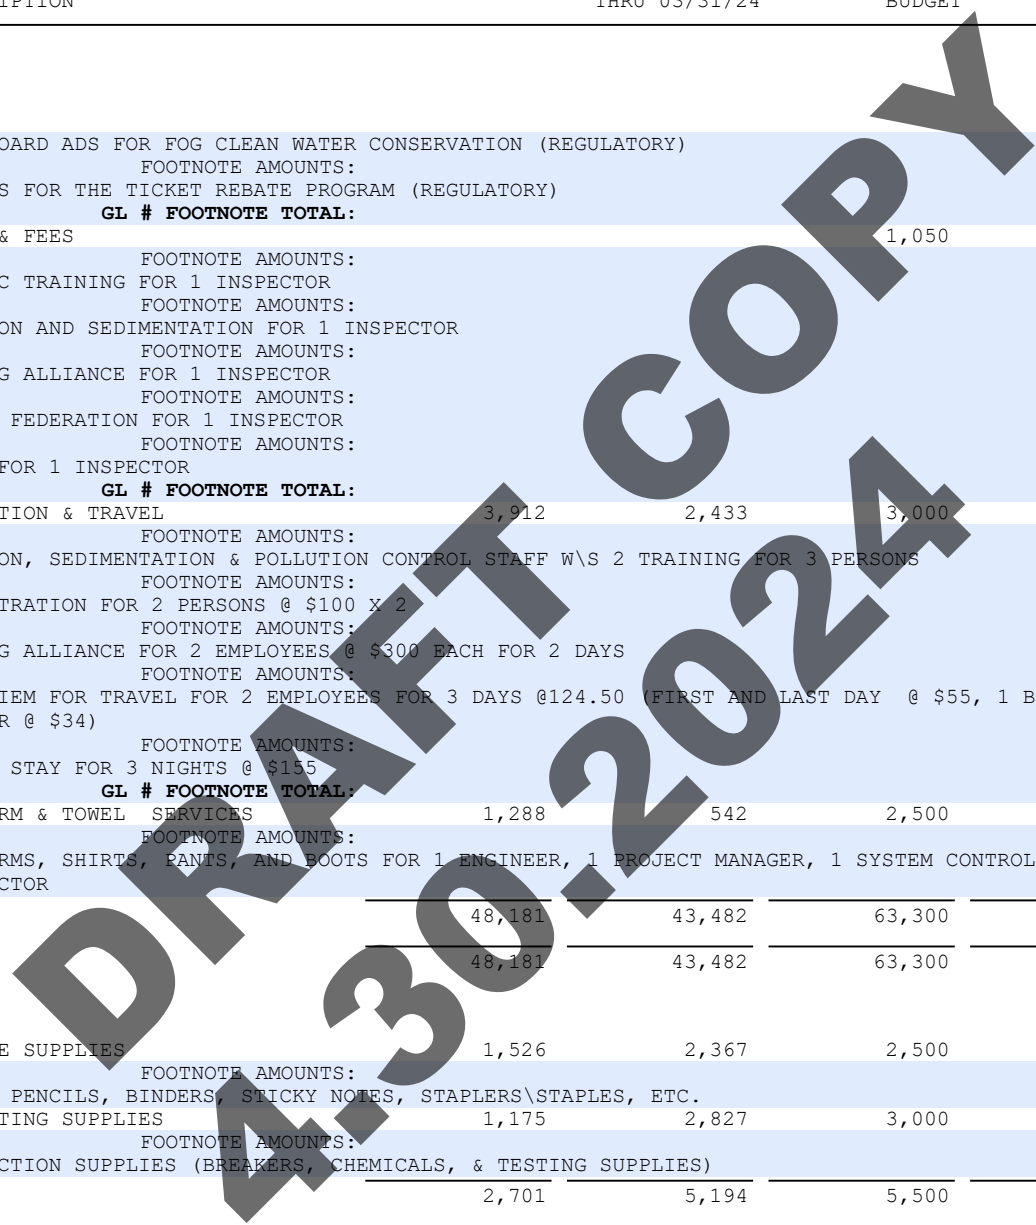 THRU 03/31/24 BUDGET
OARD ADS FOR FOG CLEAN WATER CONSERVATION (REGULATORY)
FOOTNOTE AMOUNTS:
S FOR THE TICKET REBATE PROGRAM (REGULATORY)
GL # FOOTNOTE TOTAL:
& FEES 1,050
FOOTNOTE AMOUNTS:
C TRAINING FOR 1 INSPECTOR
FOOTNOTE AMOUNTS:
ON AND SEDIMENTATION FOR 1 INSPECTOR
FOOTNOTE AMOUNTS:
G ALLIANCE FOR 1 INSPECTOR
FOOTNOTE AMOUNTS:
FEDERATION FOR 1 INSPECTOR
FOOTNOTE AMOUNTS:
FOR 1 INSPECTOR
GL # FOOTNOTE TOTAL:
TION & TRAVEL 3,912 2,433 3,000
FOOTNOTE AMOUNTS:
ON, SEDIMENTATION & POLLUTION CONTROL STAFF W\S 2 TRAINING FOR 3 PERSONS
FOOTNOTE AMOUNTS:
TRATION FOR 2 PERSONS @ $100 X 2
FOOTNOTE AMOUNTS:
G ALLIANCE FOR 2 EMPLOYEES @ $300 EACH FOR 2 DAYS
FOOTNOTE AMOUNTS:
IEM FOR TRAVEL FOR 2 EMPLOYEES FOR 3 DAYS @124.50 (FIRST AND LAST DAY @ $55, 1 B
R @ $34)
FOOTNOTE AMOUNTS:
STAY FOR 3 NIGHTS @ $155
GL # FOOTNOTE TOTAL:
RM & TOWEL SERVICES 1,288 542 2,500
FOOTNOTE AMOUNTS:
RMS, SHIRTS, PANTS, AND BOOTS FOR 1 ENGINEER, 1 PROJECT MANAGER, 1 SYSTEM CONTROL
CTOR
48,181 43,482 63,300
48,181 43,482 63,300
E SUPPLIES 1,526 2,367 2,500
FOOTNOTE AMOUNTS:
PENCILS, BINDERS, STICKY NOTES, STAPLERS\STAPLES, ETC.
TING SUPPLIES 1,175 2,827 3,000
FOOTNOTE AMOUNTS:
CTION SUPPLIES (BREAKERS, CHEMICALS, & TESTING SUPPLIES)
2,701 5,194 5,500
DRAFT COPY
4.30.2024